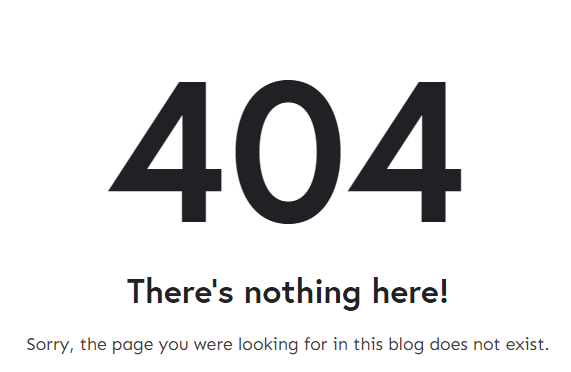 404
There's nothing here!
Sorry, the page you were looking for in this blog does not exist.